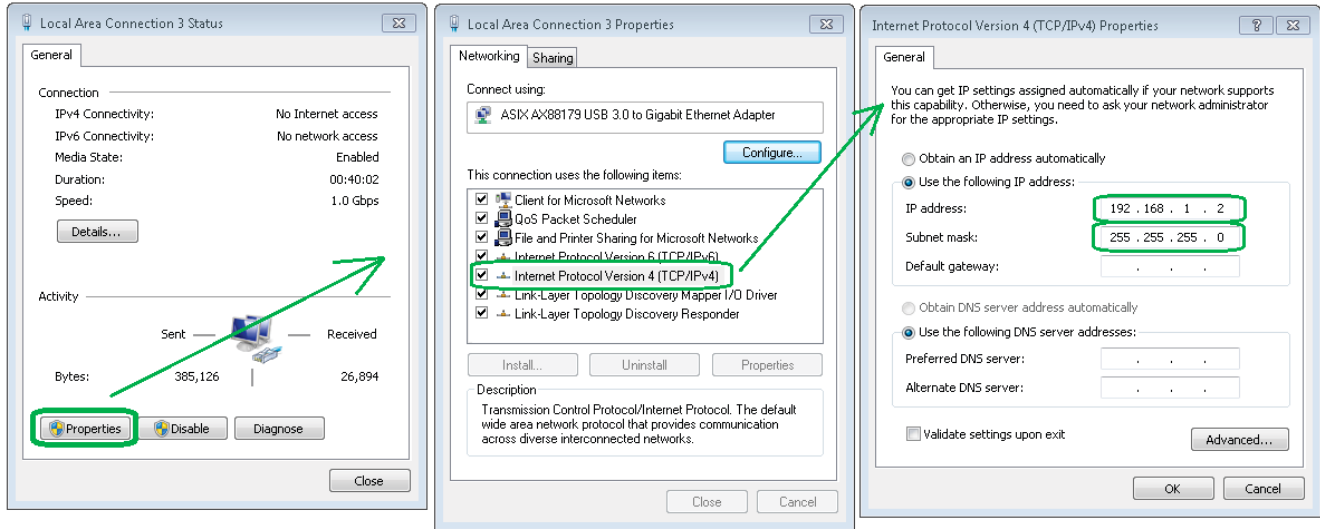 Local Area Connection 3 Status
General
Connection
IPv4 Connectivity: No Internet access
IPv6 Connectivity: No network access
Media State: Enabled
Duration: 00:40:02
Speed: 1.0 Gbps
Details...
Activity
Sent Received
Bytes: 385,126 26,894
Properties Disable Diagnose
Close
Local Area Connection 3 Properties
Networking Sharing
Connect using:
ASIX AX88179 USB 3.0 to Gigabit Ethernet Adapter
Configure...
This connection uses the following items:
Client for Microsoft Networks
QoS Packet Scheduler
File and Printer Sharing for Microsoft Networks
Internet Protocol Version 6 (TCP/IPv6)
Internet Protocol Version 4 (TCP/IPv4)
Link-Layer Topology Discovery Mapper I/O Driver
Link-Layer Topology Discovery Responder
Install... Uninstall Properties
Description
Transmission Control Protocol/Internet Protocol. The default
wide area network protocol that provides communication
across diverse interconnected networks.
Close Cancel
Internet Protocol Version 4 (TCP/IPv4) Properties
General
You can get IP settings assigned automatically if your network supports
this capability. Otherwise, you need to ask your network administrator
for the appropriate IP settings.
Obtain an IP address automatically
Use the following IP address:
IP address: 192 . 168 . 1 . 2
Subnet mask: 255 . 255 . 255 . 0
Default gateway: . . .
Obtain DNS server address automatically
Use the following DNS server addresses:
Preferred DNS server: . . .
Alternate DNS server: . . .
Validate settings upon exit
Advanced...
OK Cancel